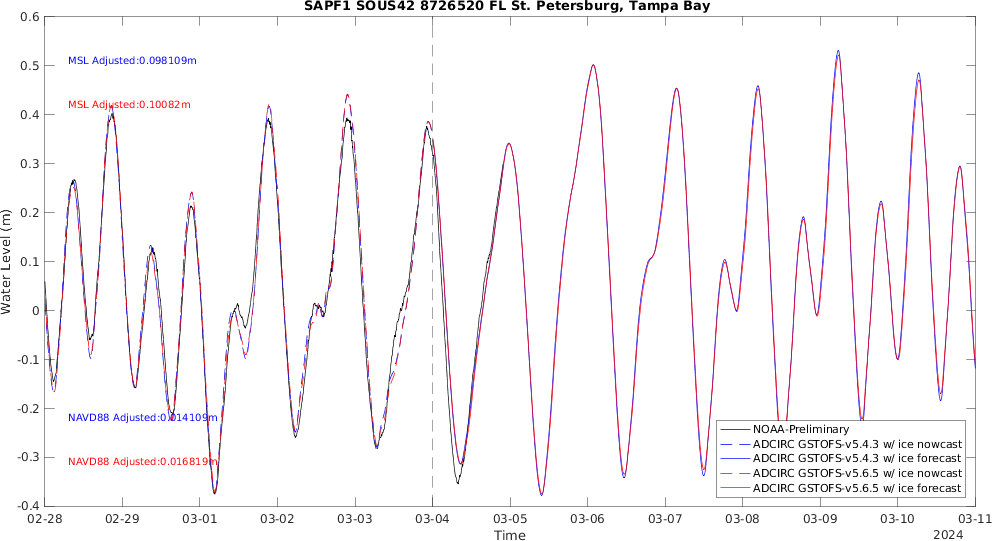 SAPF1 SOUS42 8726520 FL St. Petersburg, Tampa Bay
0.6
0.5
0.4
0.3
0.2
0.1
0
-0.1
-0.2
-0.3
-0.4
Water Level (m)
MSL Adjusted:0.098109m
MSL Adjusted:0.10082m
NAVD88 Adjusted:0.014109m
NAVD88 Adjusted:0.016819m
NOAA-Preliminary
ADCIRC GSTOFS-v5.4.3 w/ ice nowcast
ADCIRC GSTOFS-v5.4.3 w/ ice forecast
ADCIRC GSTOFS-v5.6.5 w/ ice nowcast
ADCIRC GSTOFS-v5.6.5 w/ ice forecast
02-28 02-29 03-01 03-02 03-03 03-04 03-05 03-06 03-07 03-08 03-09 03-10 03-11
Time
2024